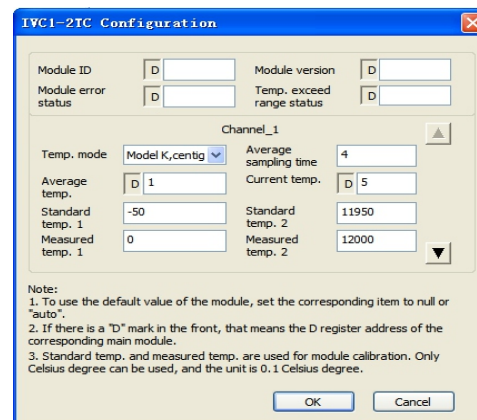 IVC1-2TC Configuration
Module ID D Module version D
Module error status D Temp. exceed range status D
Channel_1
Temp. mode Model K,centig Average sampling time 4
Average temp. D 1 Current temp. D 5
Standard temp. 1 -50 Standard temp. 2 11950
Measured temp. 1 0 Measured temp. 2 12000
Note:
1. To use the default value of the module, set the corresponding item to null or
"auto".
2. If there is a "D" mark in the front, that means the D register address of the
corresponding main module.
3. Standard temp. and measured temp. are used for module calibration. Only
Celsius degree can be used, and the unit is 0.1 Celsius degree.
OK Cancel